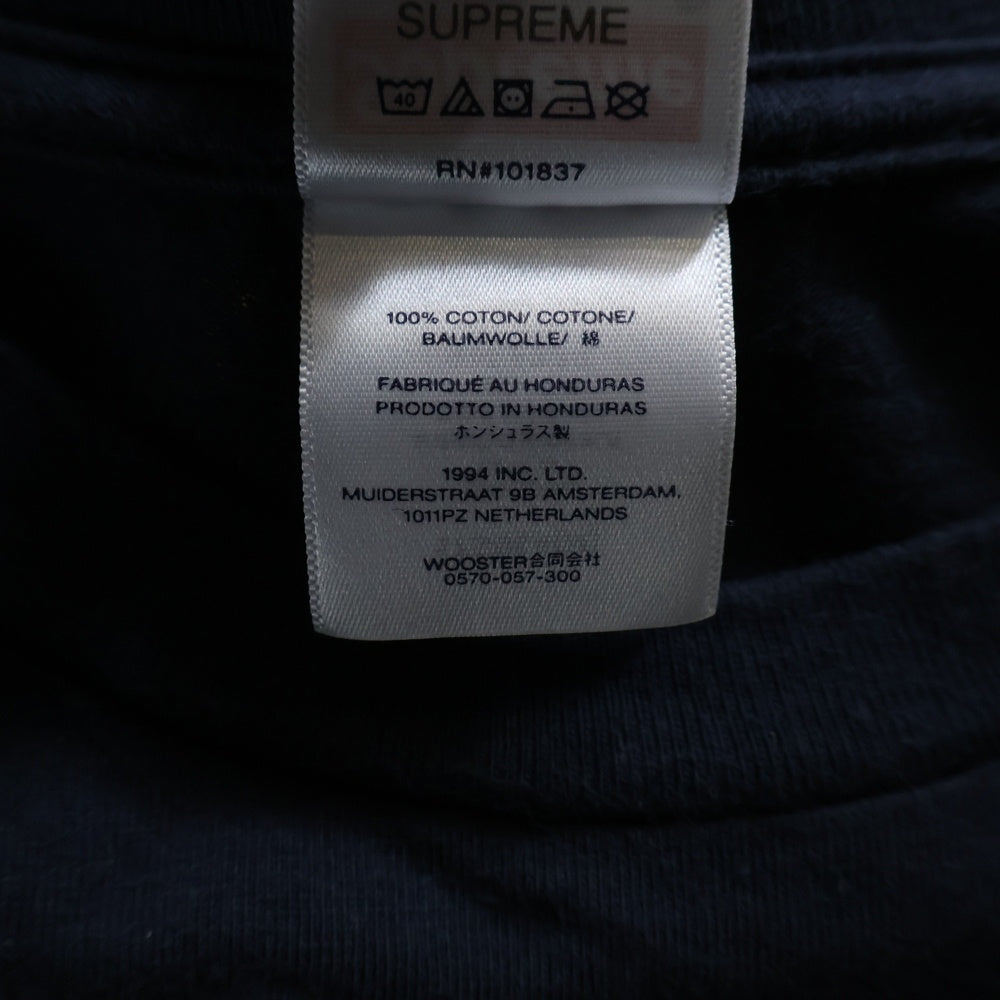 SUPREME
40
RN#101837
100% COTON/ COTONE/
BAUMWOLLE/ 綿
FABRIQUÉ AU HONDURAS
PRODOTTO IN HONDURAS
ホンジュラス製
1994 INC. LTD.
MUIDERSTRAAT 9B AMSTERDAM,
1011PZ NETHERLANDS
WOOSTER合同会社
0570-057-300